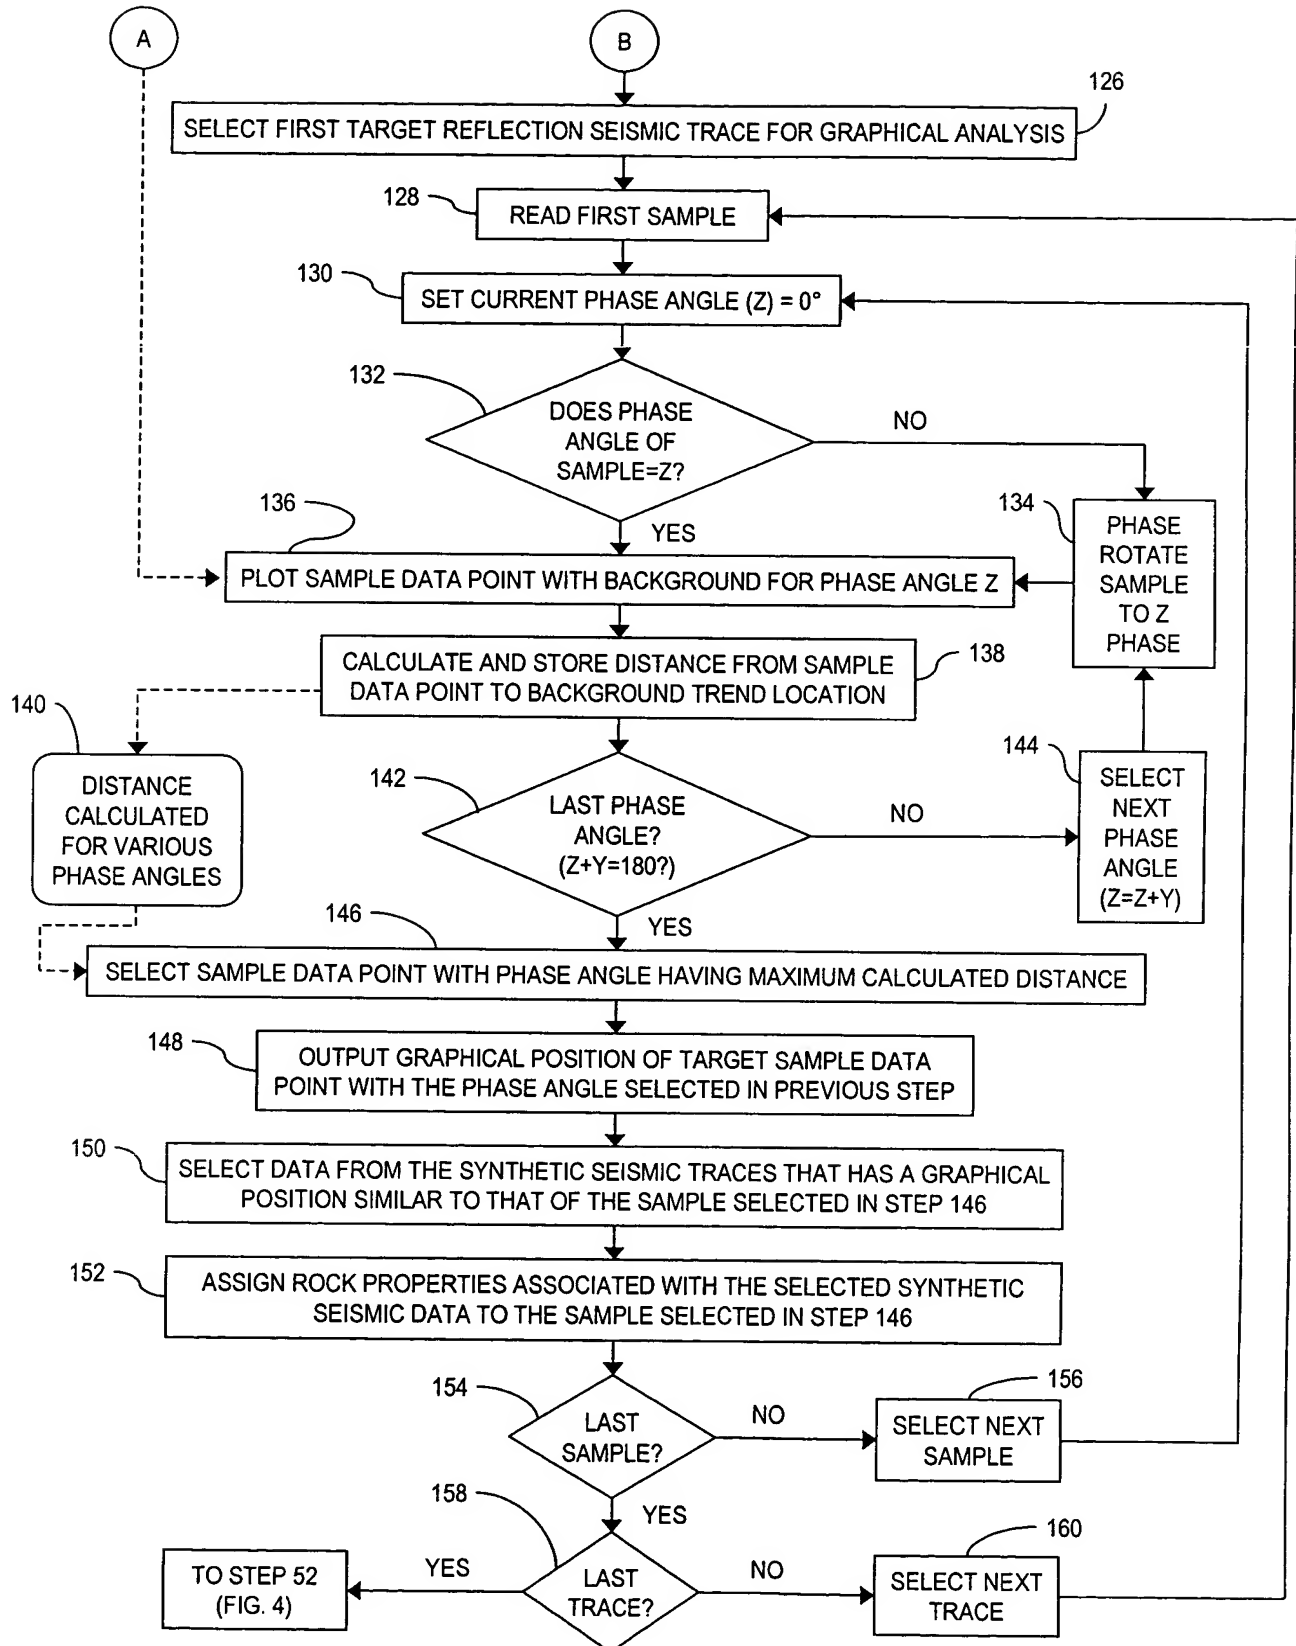 A
B
126
SELECT FIRST TARGET REFLECTION SEISMIC TRACE FOR GRAPHICAL ANALYSIS
128
READ FIRST SAMPLE
130
SET CURRENT PHASE ANGLE (Z) = 0°
132
DOES PHASE
ANGLE OF
SAMPLE=Z?
NO
YES
134
PHASE
ROTATE
SAMPLE
TO Z
PHASE
136
PLOT SAMPLE DATA POINT WITH BACKGROUND FOR PHASE ANGLE Z
138
CALCULATE AND STORE DISTANCE FROM SAMPLE
DATA POINT TO BACKGROUND TREND LOCATION
140
DISTANCE
CALCULATED
FOR VARIOUS
PHASE ANGLES
142
LAST PHASE
ANGLE?
(Z+Y=180?)
NO
YES
144
SELECT
NEXT
PHASE
ANGLE
(Z=Z+Y)
146
SELECT SAMPLE DATA POINT WITH PHASE ANGLE HAVING MAXIMUM CALCULATED DISTANCE
148
OUTPUT GRAPHICAL POSITION OF TARGET SAMPLE DATA
POINT WITH THE PHASE ANGLE SELECTED IN PREVIOUS STEP
150
SELECT DATA FROM THE SYNTHETIC SEISMIC TRACES THAT HAS A GRAPHICAL
POSITION SIMILAR TO THAT OF THE SAMPLE SELECTED IN STEP 146
152
ASSIGN ROCK PROPERTIES ASSOCIATED WITH THE SELECTED SYNTHETIC
SEISMIC DATA TO THE SAMPLE SELECTED IN STEP 146
154
LAST
SAMPLE?
NO
YES
156
SELECT NEXT
SAMPLE
158
LAST
TRACE?
YES
NO
160
SELECT NEXT
TRACE
TO STEP 52
(FIG. 4)